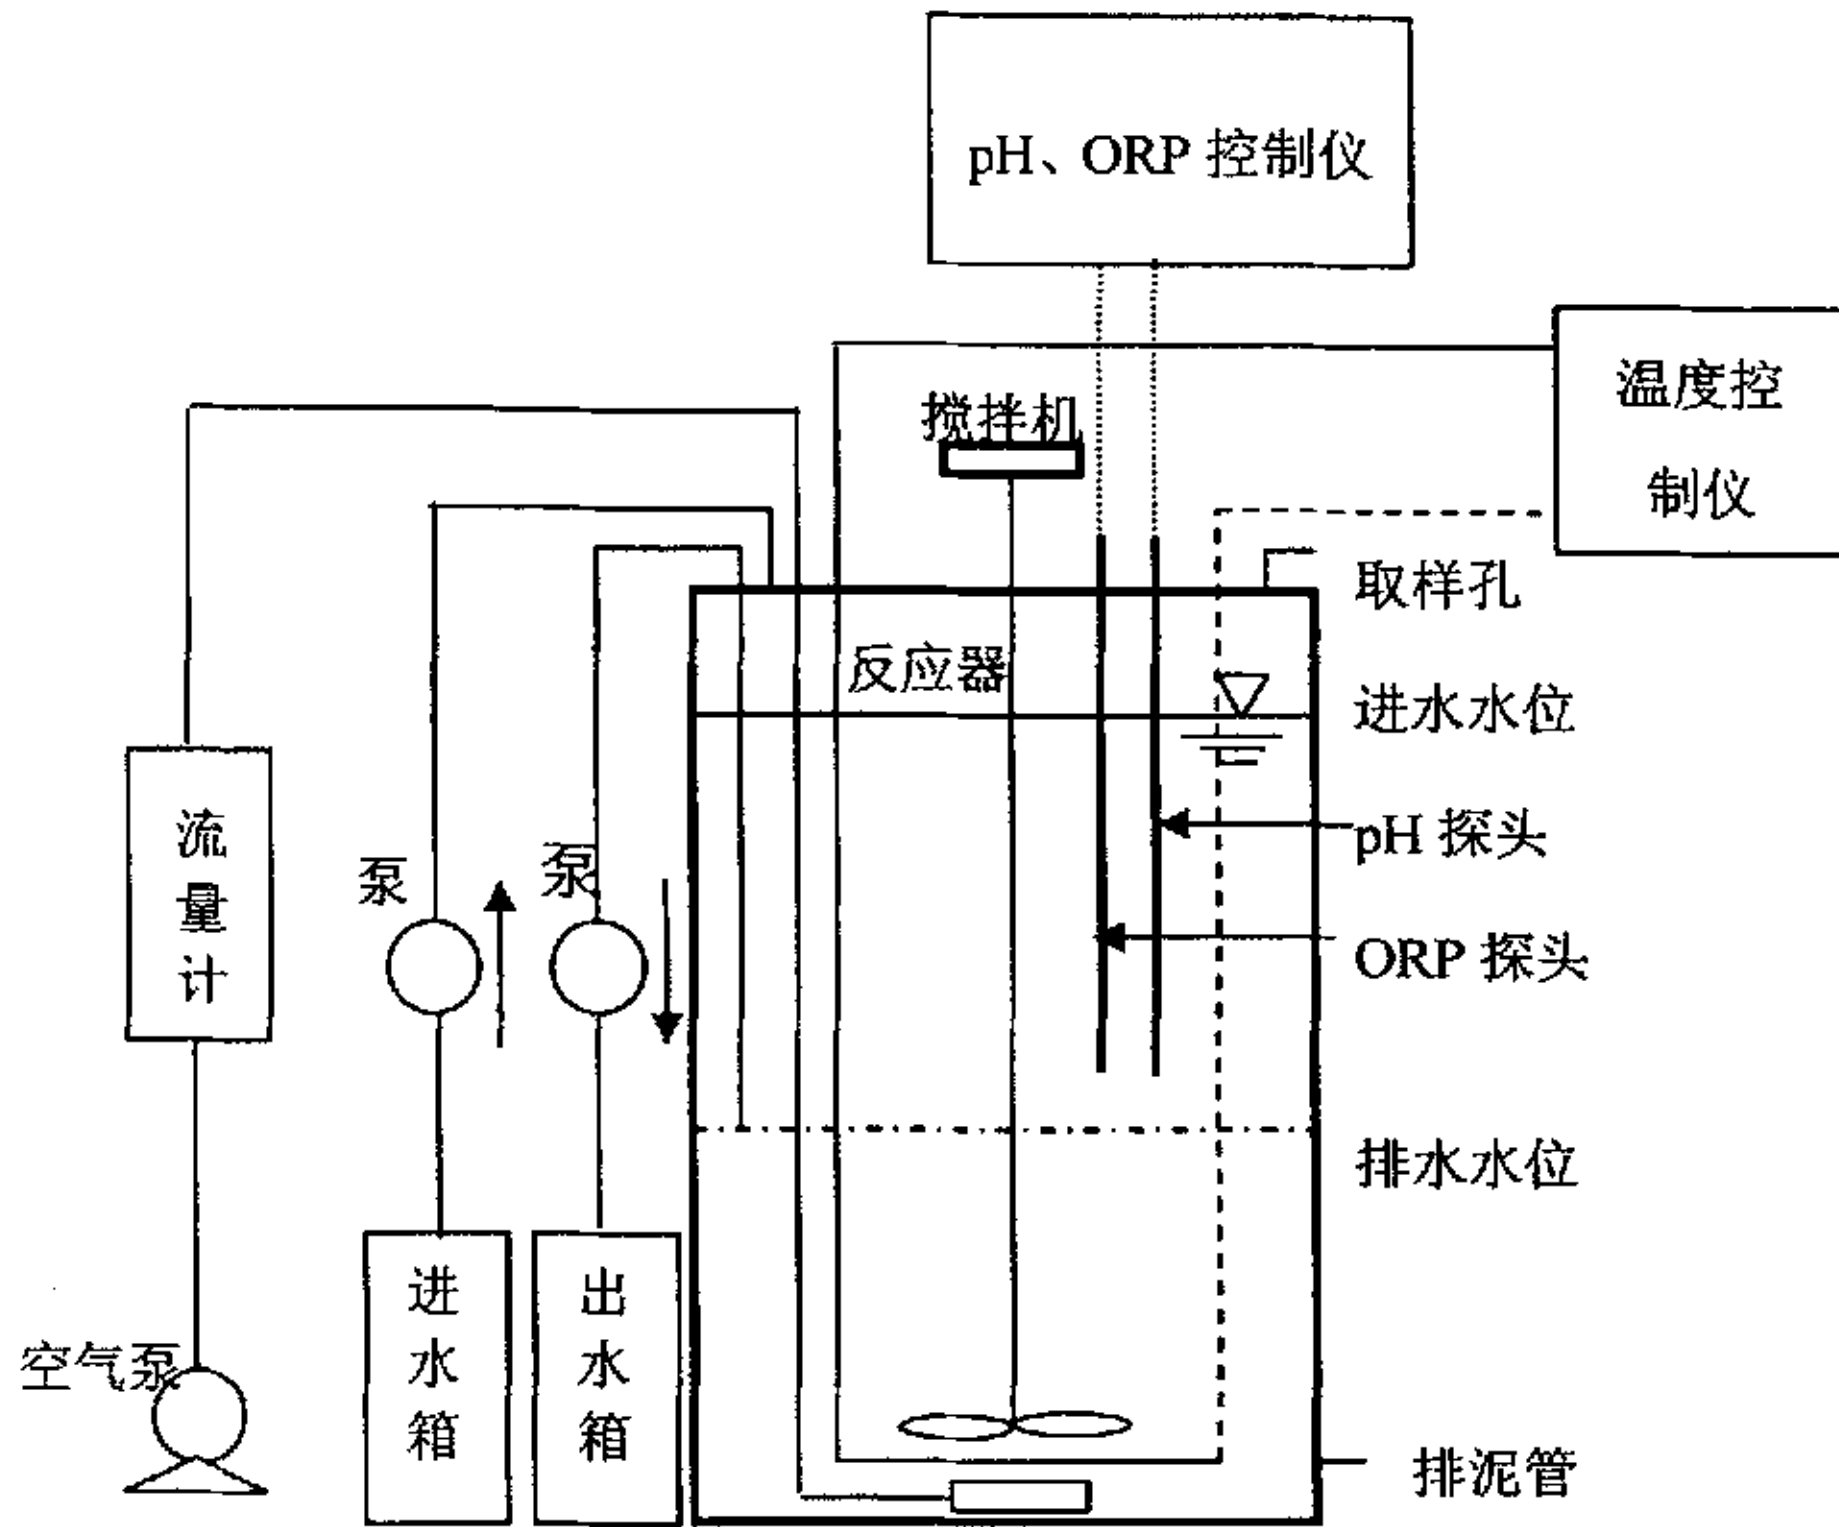 pH、ORP 控制仪
温度控
制仪
搅拌机
取样孔
反应器
进水水位
流
量
计
泵
泵
pH 探头
ORP 探头
排水水位
进
水
箱
出
水
箱
空气泵
排泥管